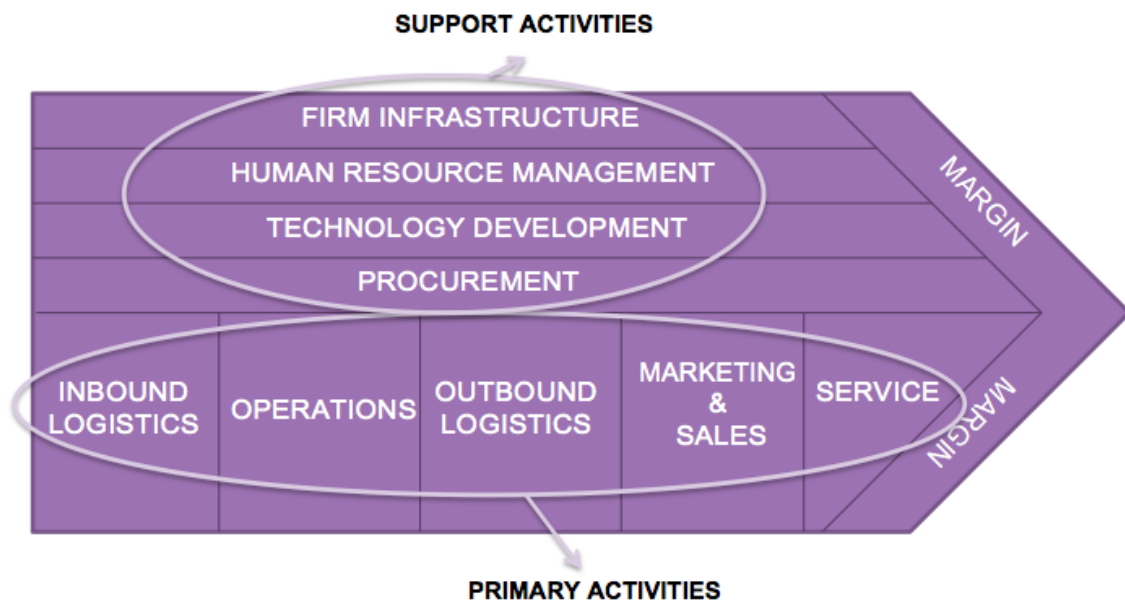 SUPPORT ACTIVITIES
FIRM INFRASTRUCTURE
HUMAN RESOURCE MANAGEMENT
TECHNOLOGY DEVELOPMENT
PROCUREMENT
MARGIN
INBOUND
LOGISTICS
OPERATIONS
OUTBOUND
LOGISTICS
MARKETING
&
SALES
SERVICE
MARGIN
PRIMARY ACTIVITIES